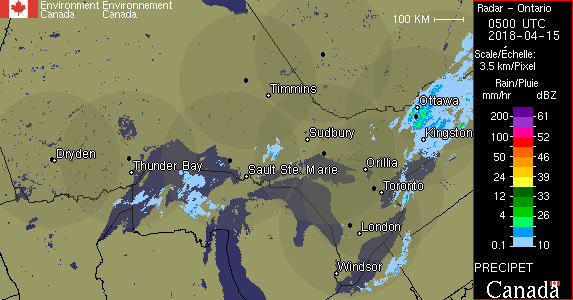 Environment Environnement
Canada Canada
100 KM
Timmins
Ottawa
Sudbury
Kingston
Dryden
Thunder Bay
Sault Ste. Marie
Orillia
Toronto
London
Windsor
Radar - Ontario
0500 UTC
2018-04-15
Scale/Échelle:
3.5 km/Pixel
Rain/Pluie
mm/hr dBZ
200 61
100 52
50 46
24 39
12 33
4 26
0.1 10
PRECIPET
Canada